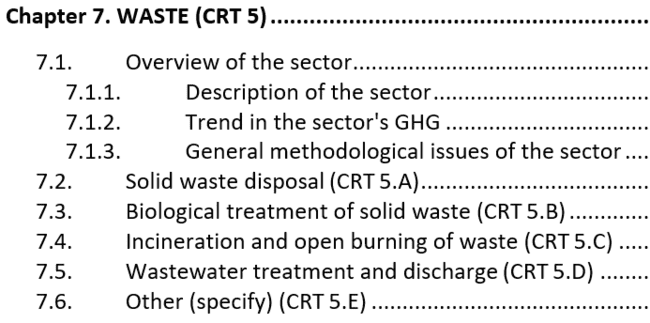 Chapter 7. WASTE (CRT 5)
7.1. Overview of the sector
7.1.1. Description of the sector
7.1.2. Trend in the sector's GHG
7.1.3. General methodological issues of the sector
7.2. Solid waste disposal (CRT 5.A)
7.3. Biological treatment of solid waste (CRT 5.B)
7.4. Incineration and open burning of waste (CRT 5.C)
7.5. Wastewater treatment and discharge (CRT 5.D)
7.6. Other (specify) (CRT 5.E)